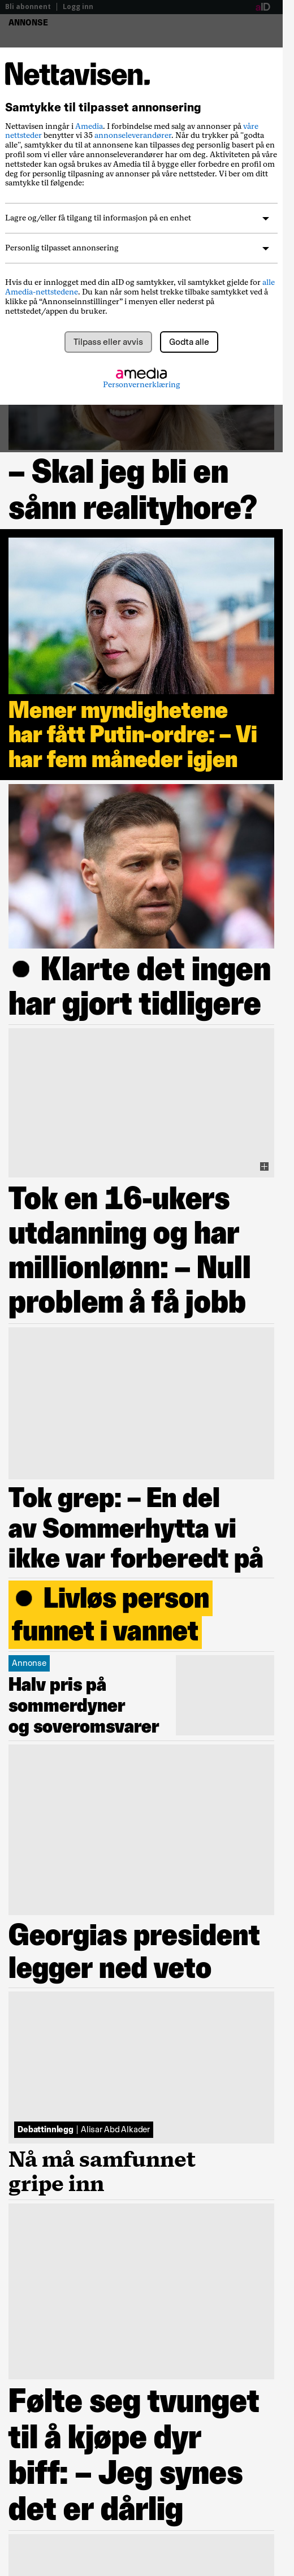 Bli abonnent | Logg inn
aID
ANNONSE
Nettavisen.
Samtykke til tilpasset annonsering
Nettavisen inngår i Amedia. I forbindelse med salg av annonser på våre
nettsteder benytter vi 35 annonseleverandører. Når du trykker på "godta
alle", samtykker du til at annonsene kan tilpasses deg personlig basert på en
profil som vi eller våre annonseleverandører har om deg. Aktiviteten på våre
nettsteder kan også brukes av Amedia til å bygge eller forbedre en profil om
deg for personlig tilpasning av annonser på våre nettsteder. Vi ber om ditt
samtykke til følgende:
Lagre og/eller få tilgang til informasjon på en enhet
Personlig tilpasset annonsering
Hvis du er innlogget med din aID og samtykker, vil samtykket gjelde for alle
Amedia-nettstedene. Du kan når som helst trekke tilbake samtykket ved å
klikke på “Annonseinnstillinger” i menyen eller nederst på
nettstedet/appen du bruker.
Tilpass eller avvis
Godta alle
amedia
Personvernerklæring
– Skal jeg bli en
sånn realityhore?
Mener myndighetene
har fått Putin-ordre: – Vi
har fem måneder igjen
● Klarte det ingen
har gjort tidligere
Tok en 16-ukers
utdanning og har
millionlønn: – Null
problem å få jobb
Tok grep: – En del
av Sommerhytta vi
ikke var forberedt på
● Livløs person
funnet i vannet
Annonse
Halv pris på
sommerdyner
og soveromsvarer
Georgias president
legger ned veto
Debattinnlegg | Alisar Abd Alkader
Nå må samfunnet
gripe inn
Følte seg tvunget
til å kjøpe dyr
biff: – Jeg synes
det er dårlig